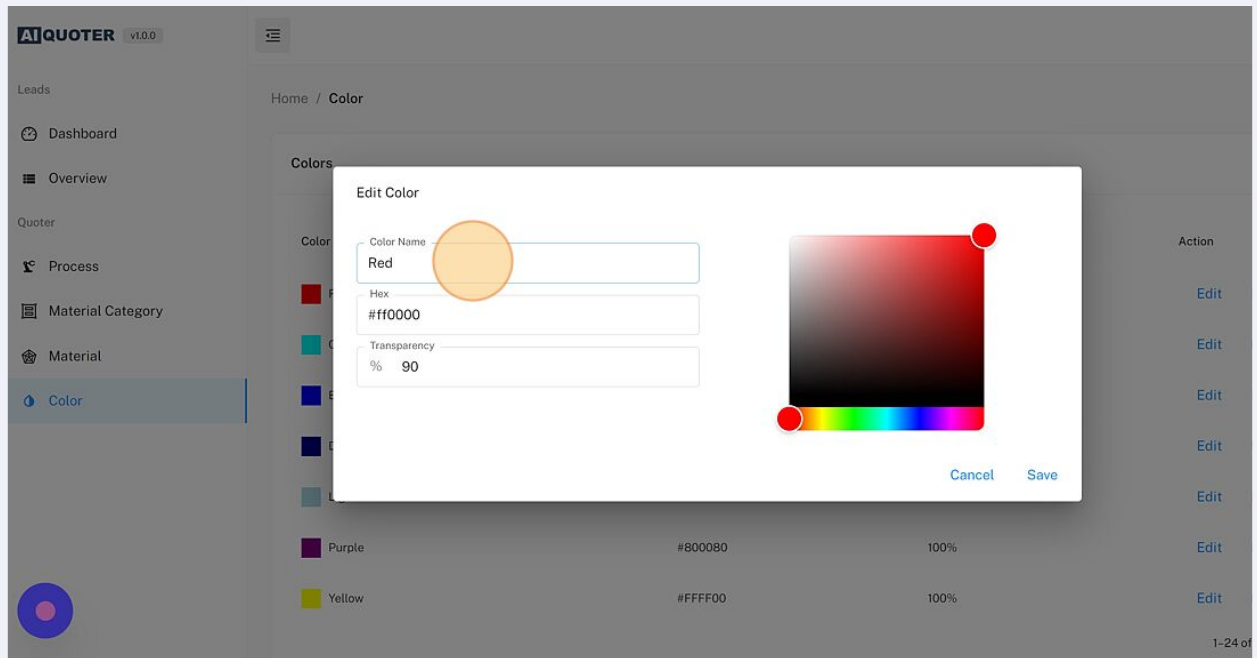 AIQUOTER v1.0.0
Leads
Home / Color
Dashboard
Colors
Overview
Edit Color
Quoter
Color
Color Name
Action
Red
Process
Hex
Edit
#ff0000
Material Category
Transparency
Edit
Material
% 90
Color
Edit
Edit
Cancel Save
Edit
Purple #800080 100% Edit
Yellow #FFFF00 100% Edit
1–24 of